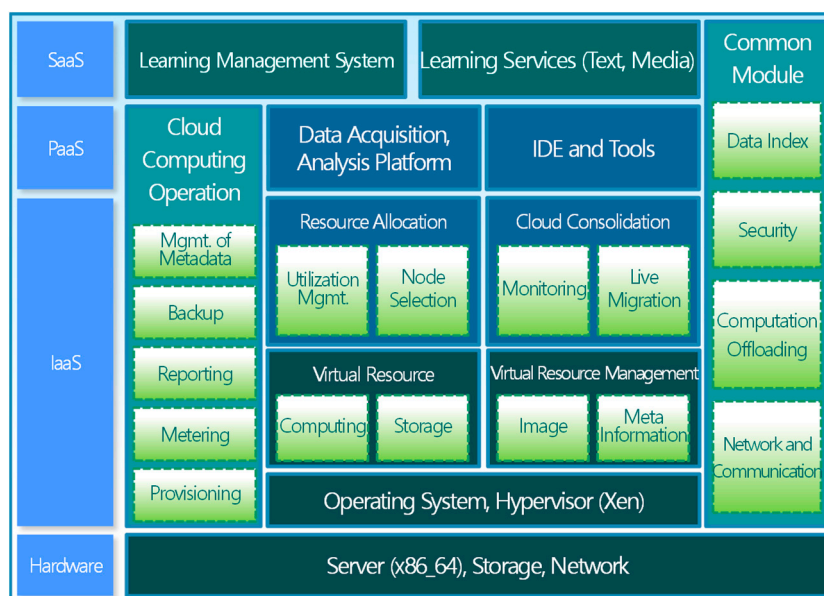 SaaS
Learning Management System
Learning Services (Text, Media)
Common
Module
Data Index
Security
Computation
Offloading
Network and
Communication
PaaS
Cloud
Computing
Operation
Mgmt. of
Metadata
Backup
Reporting
Metering
Provisioning
Data Acquisition,
Analysis Platform
IDE and Tools
IaaS
Resource Allocation
Utilization
Mgmt.
Node
Selection
Cloud Consolidation
Monitoring
Live
Migration
Virtual Resource
Computing
Storage
Virtual Resource Management
Image
Meta
Information
Operating System, Hypervisor (Xen)
Hardware
Server (x86_64), Storage, Network